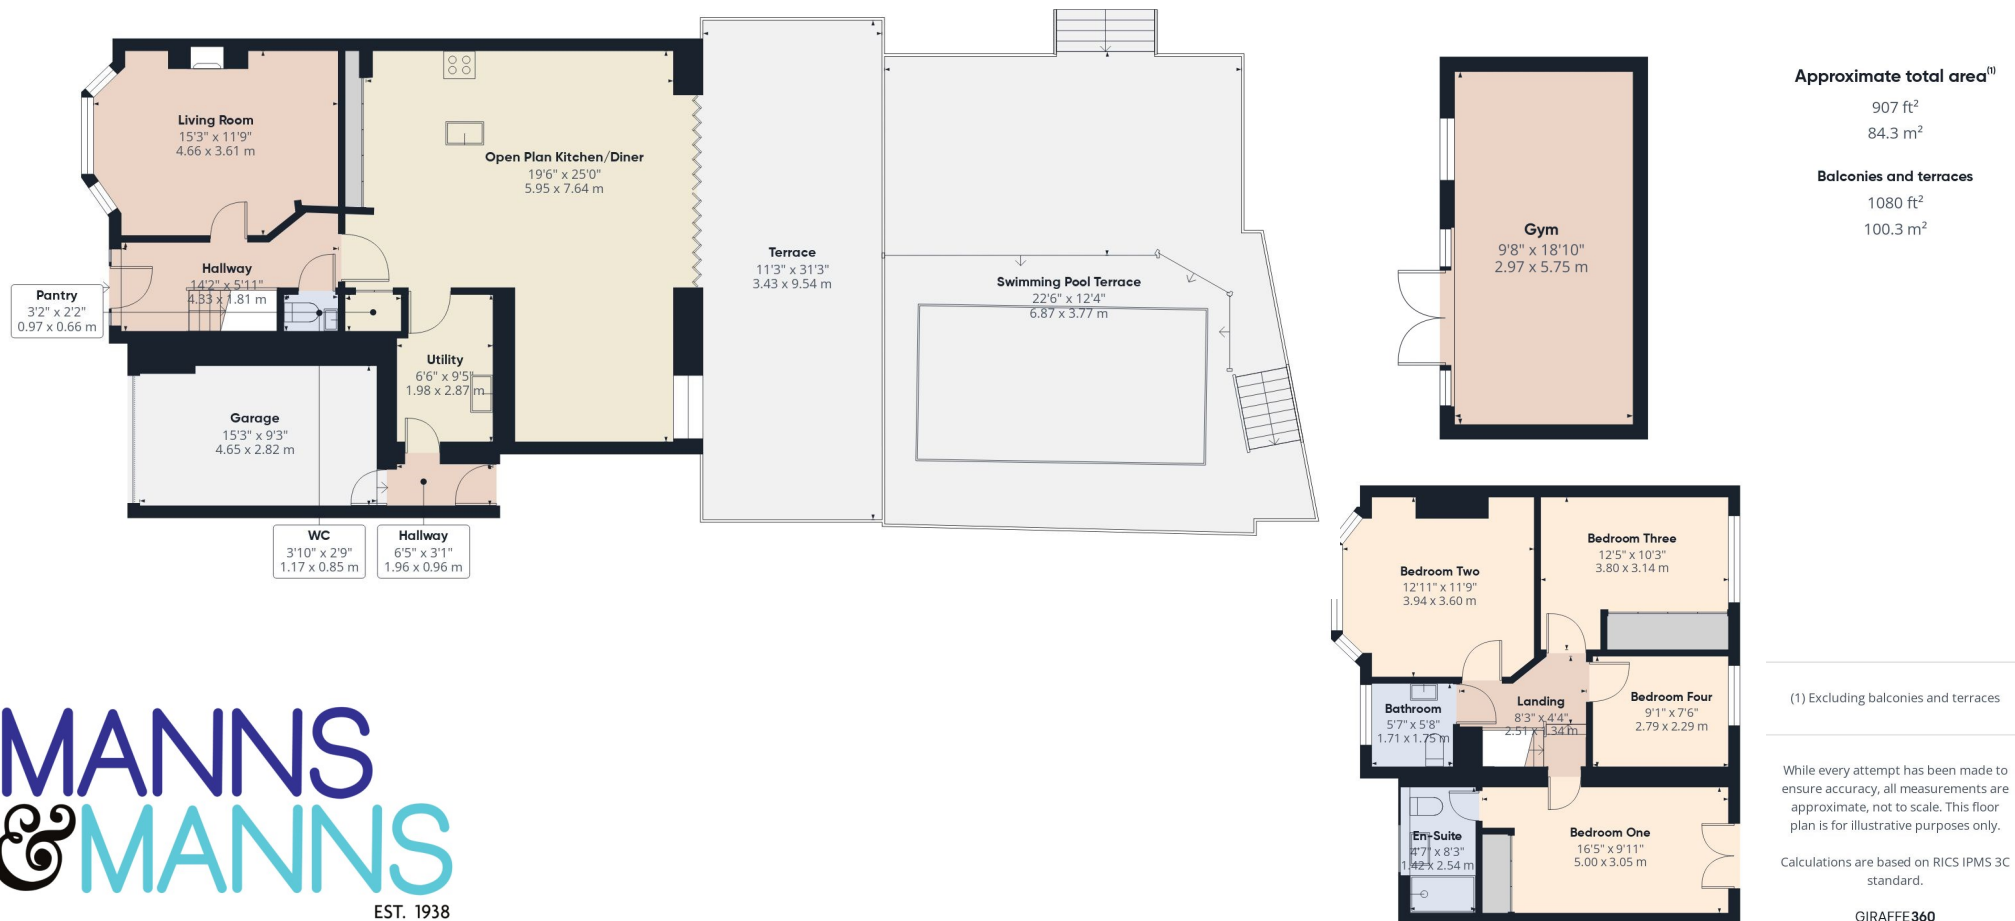 Living Room
15'3" x 11'9"
4.66 x 3.61 m
Open Plan Kitchen/Diner
19'6" x 25'0"
5.95 x 7.64 m
Hallway
14'2" x 5'11"
4.33 x 1.81 m
Pantry
3'2" x 2'2"
0.97 x 0.66 m
Utility
6'6" x 9'5"
1.98 x 2.87 m
Garage
15'3" x 9'3"
4.65 x 2.82 m
WC
3'10" x 2'9"
1.17 x 0.85 m
Hallway
6'5" x 3'1"
1.96 x 0.96 m
Terrace
11'3" x 31'3"
3.43 x 9.54 m
Swimming Pool Terrace
22'6" x 12'4"
6.87 x 3.77 m
Gym
9'8" x 18'10"
2.97 x 5.75 m
Bedroom Two
12'11" x 11'9"
3.94 x 3.60 m
Bedroom Three
12'5" x 10'3"
3.80 x 3.14 m
Bathroom
5'7" x 5'8"
1.71 x 1.75 m
Landing
8'3" x 4'4"
2.51 x 1.34 m
Bedroom Four
9'1" x 7'6"
2.79 x 2.29 m
En-Suite
4'7" x 8'3"
1.42 x 2.54 m
Bedroom One
16'5" x 9'11"
5.00 x 3.05 m
Approximate total area(1)
907 ft²
84.3 m²
Balconies and terraces
1080 ft²
100.3 m²
(1) Excluding balconies and terraces
While every attempt has been made to
ensure accuracy, all measurements are
approximate, not to scale. This floor
plan is for illustrative purposes only.
Calculations are based on RICS IPMS 3C
standard.
GIRAFFE360
MANNS
&MANNS
EST. 1938